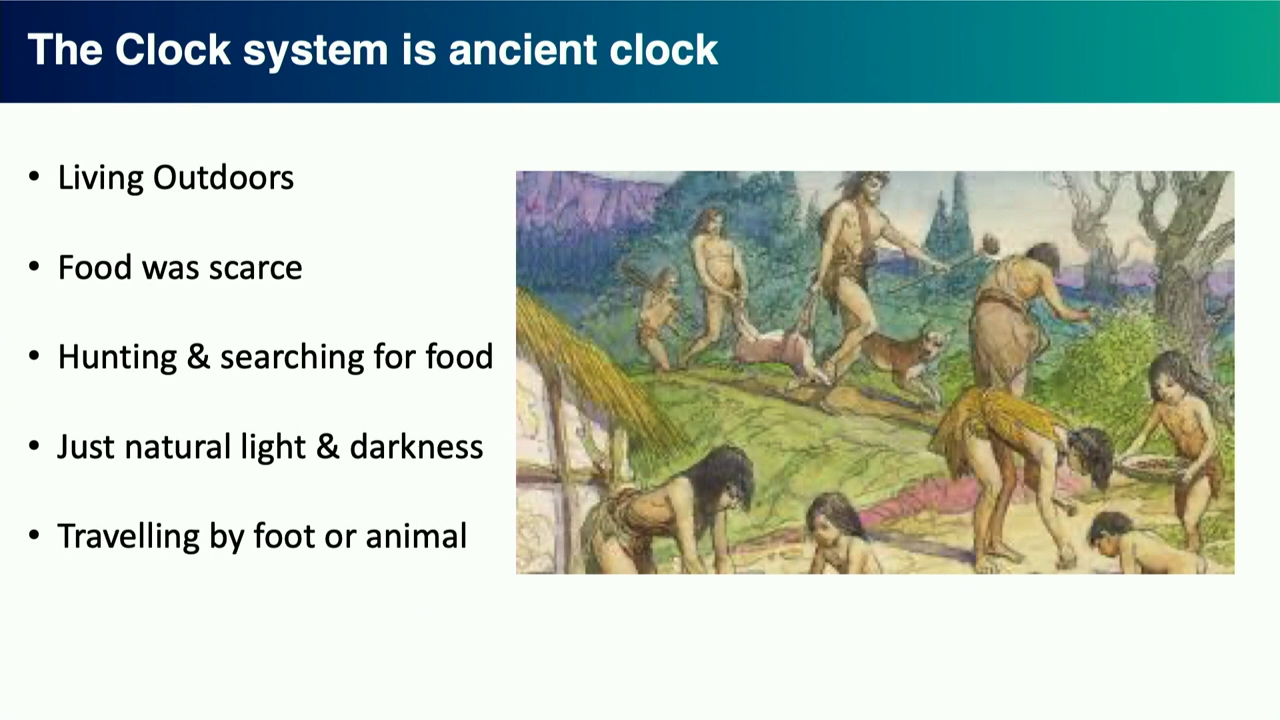 The Clock system is ancient clock
• Living Outdoors
• Food was scarce
• Hunting & searching for food
• Just natural light & darkness
• Travelling by foot or animal